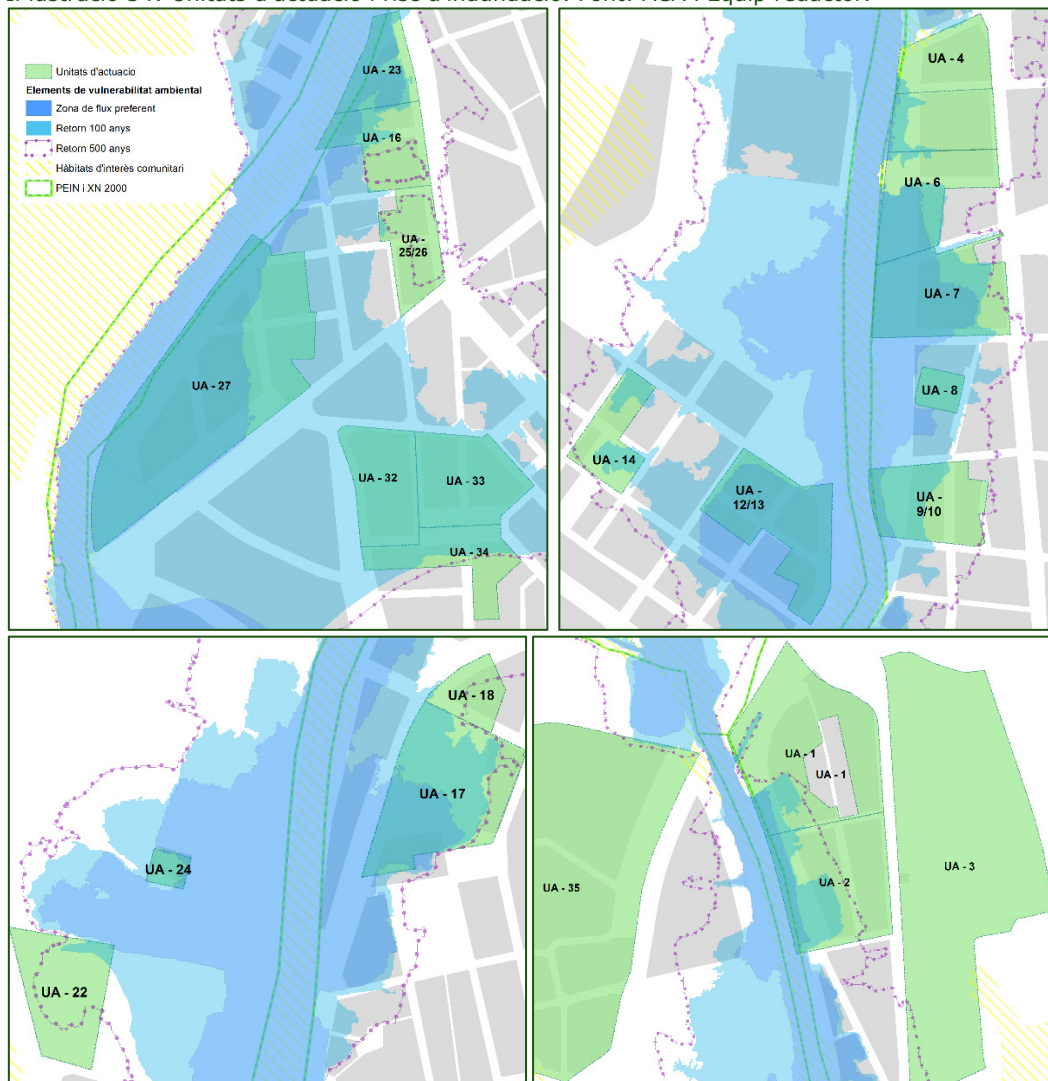 Unitats d'actuacio
Elements de vulnerabilitat ambiental
Zona de flux preferent
Retorn 100 anys
Retorn 500 anys
Hàbitats d'interès comunitari
PEIN i XN 2000
UA - 23
UA - 16
UA -
25/26
UA - 27
UA - 32
UA - 33
UA - 34
UA - 4
UA - 6
UA - 7
UA - 8
UA - 14
UA -
12/13
UA -
9/10
UA - 18
UA - 17
UA - 24
UA - 22
UA - 1
UA - 1
UA - 3
UA - 35
UA - 2